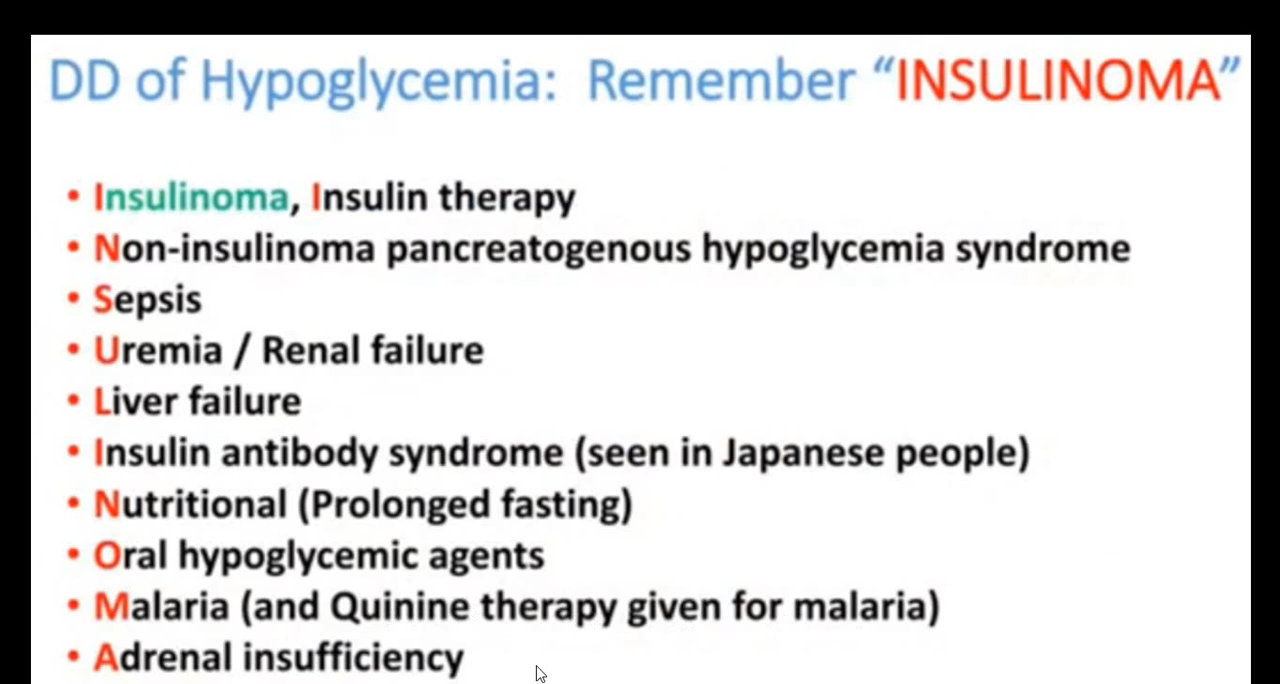 DD of Hypoglycemia: Remember “INSULINOMA”
• Insulinoma, Insulin therapy
• Non-insulinoma pancreatogenous hypoglycemia syndrome
• Sepsis
• Uremia / Renal failure
• Liver failure
• Insulin antibody syndrome (seen in Japanese people)
• Nutritional (Prolonged fasting)
• Oral hypoglycemic agents
• Malaria (and Quinine therapy given for malaria)
• Adrenal insufficiency